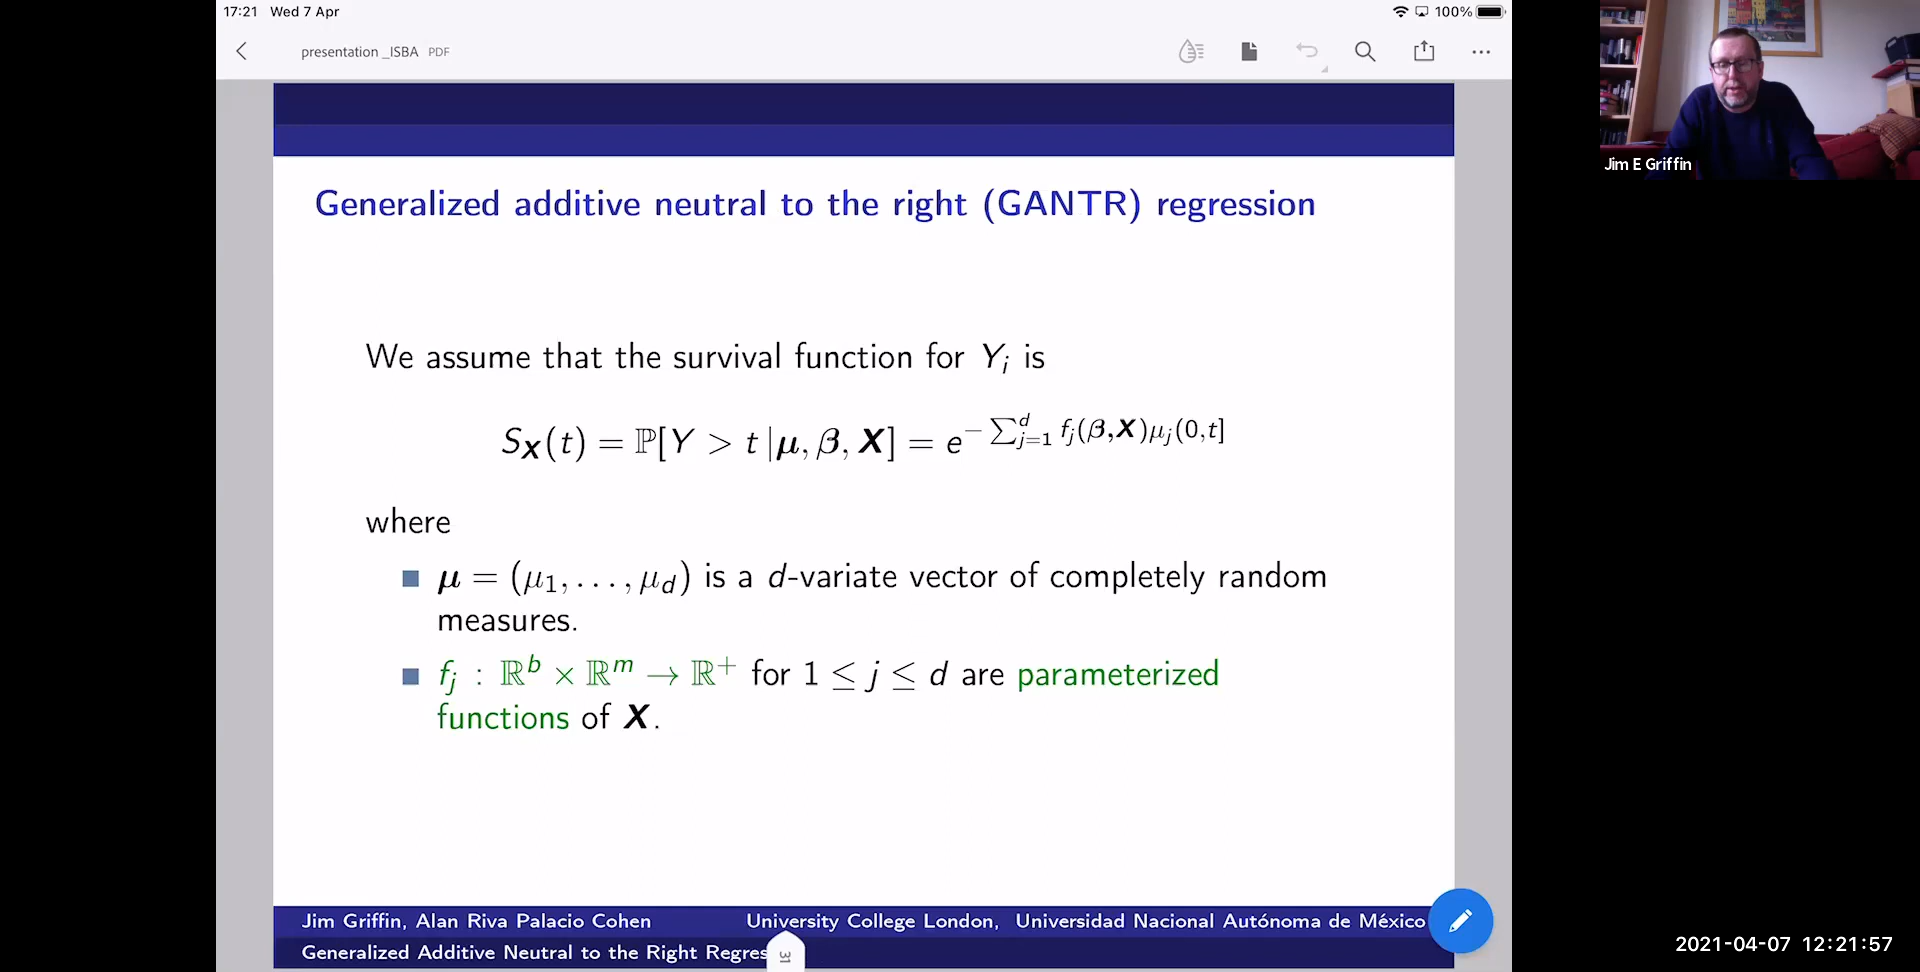 17:21 Wed 7 Apr
100%
presentation _ISBA PDF
Generalized additive neutral to the right (GANTR) regression
We assume that the survival function for Y_i is
S_X(t) = ℙ[Y > t |μ, β, X] = e^{− ∑_{j=1}^{d} f_j(β,X)μ_j(0,t]}
where
μ = (μ_1, . . . , μ_d) is a d-variate vector of completely random
measures.
f_j : ℝ^b × ℝ^m → ℝ^+ for 1 ≤ j ≤ d are parameterized
functions of X.
Jim Griffin, Alan Riva Palacio Cohen University College London, Universidad Nacional Autónoma de México
Generalized Additive Neutral to the Right Regres
31
Jim E Griffin
2021-04-07 12:21:57